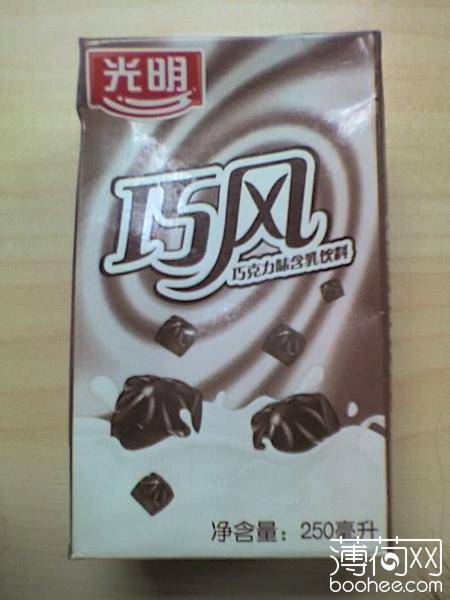 光明
巧风
巧克力味含乳饮料
净含量：250毫升
薄荷网
boohee.com